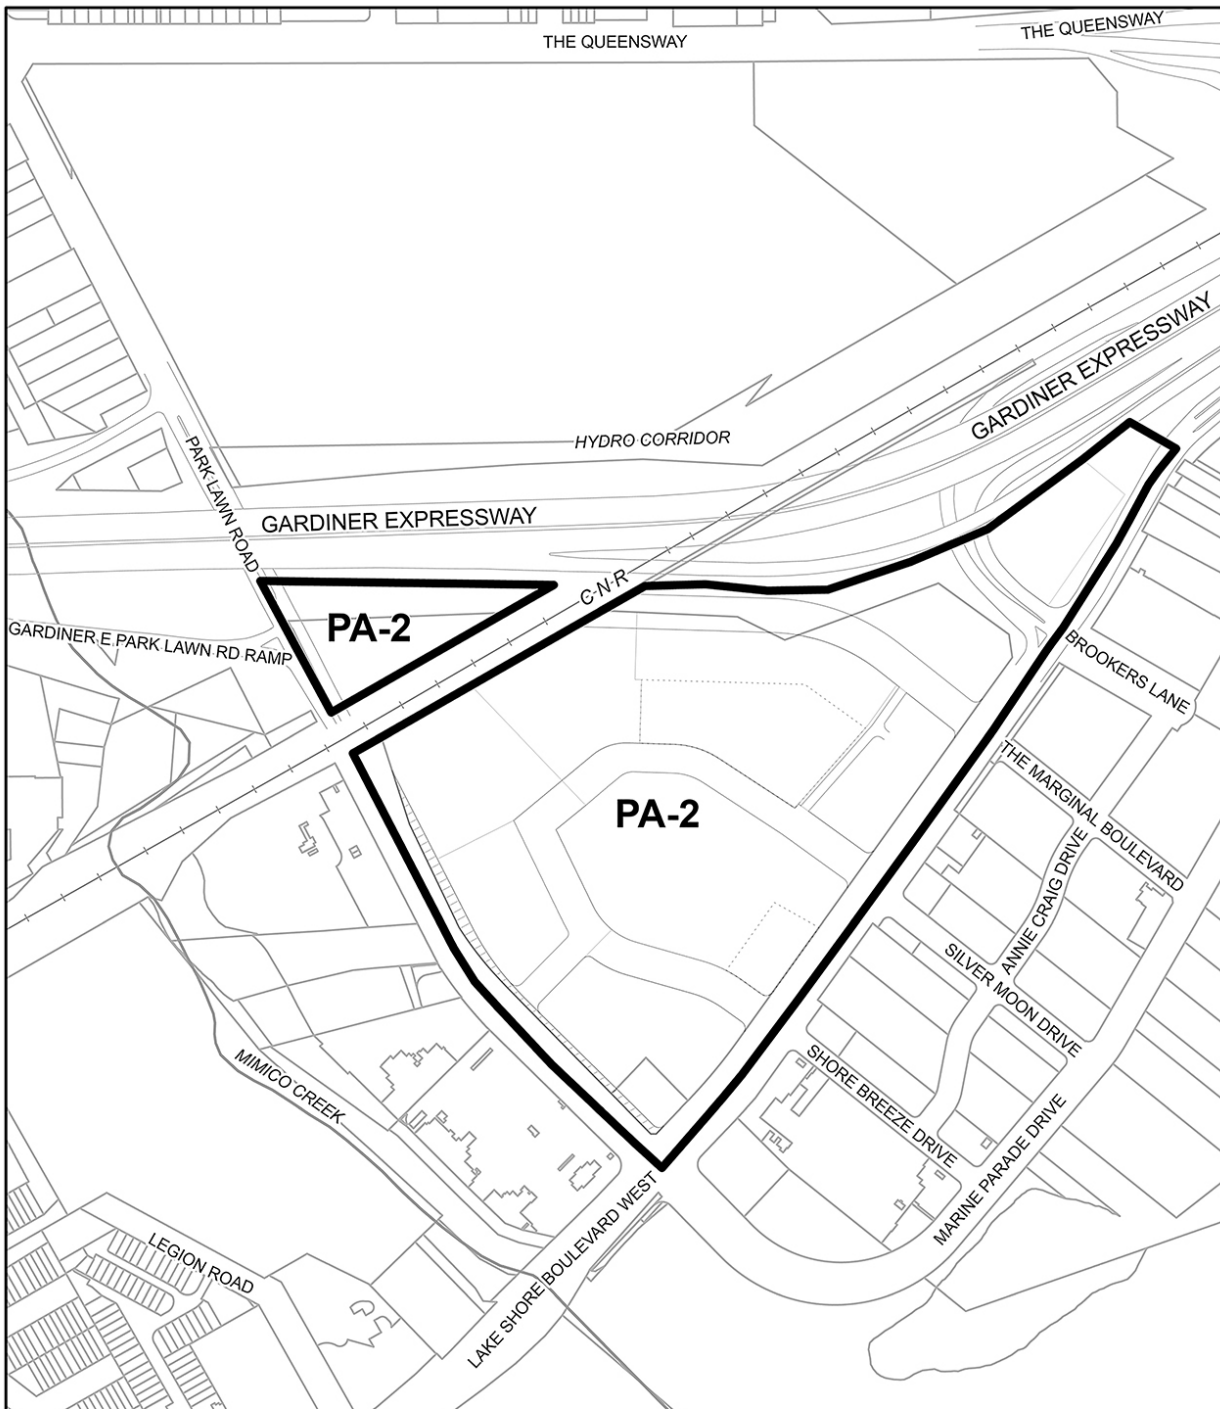 THE QUEENSWAY
THE QUEENSWAY
GARDINER EXPRESSWAY
HYDRO CORRIDOR
PARK LAWN ROAD
GARDINER EXPRESSWAY
C-N-R
PA-2
GARDINER E PARK LAWN RD RAMP
BROOKERS LANE
THE MARGINAL BOULEVARD
PA-2
ANNIE CRAIG DRIVE
SILVER MOON DRIVE
SHORE BREEZE DRIVE
MIMICO CREEK
MARINE PARADE DRIVE
LAKE SHORE BOULEVARD WEST
LEGION ROAD